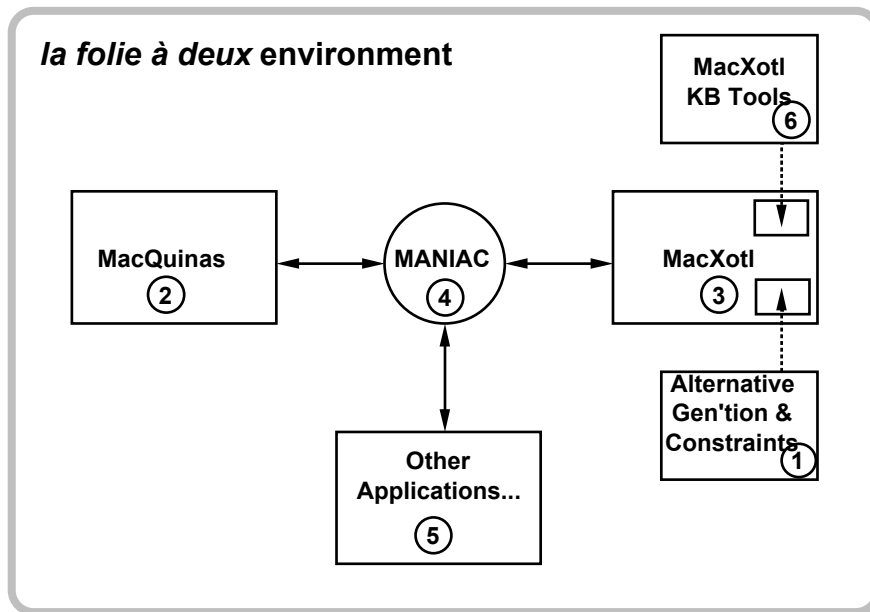 la folie à deux environment
MacXotl
KB Tools
6
MacQuinas
2
MANIAC
4
MacXotl
3
Alternative
Gen'tion &
Constraints
1
Other
Applications...
5